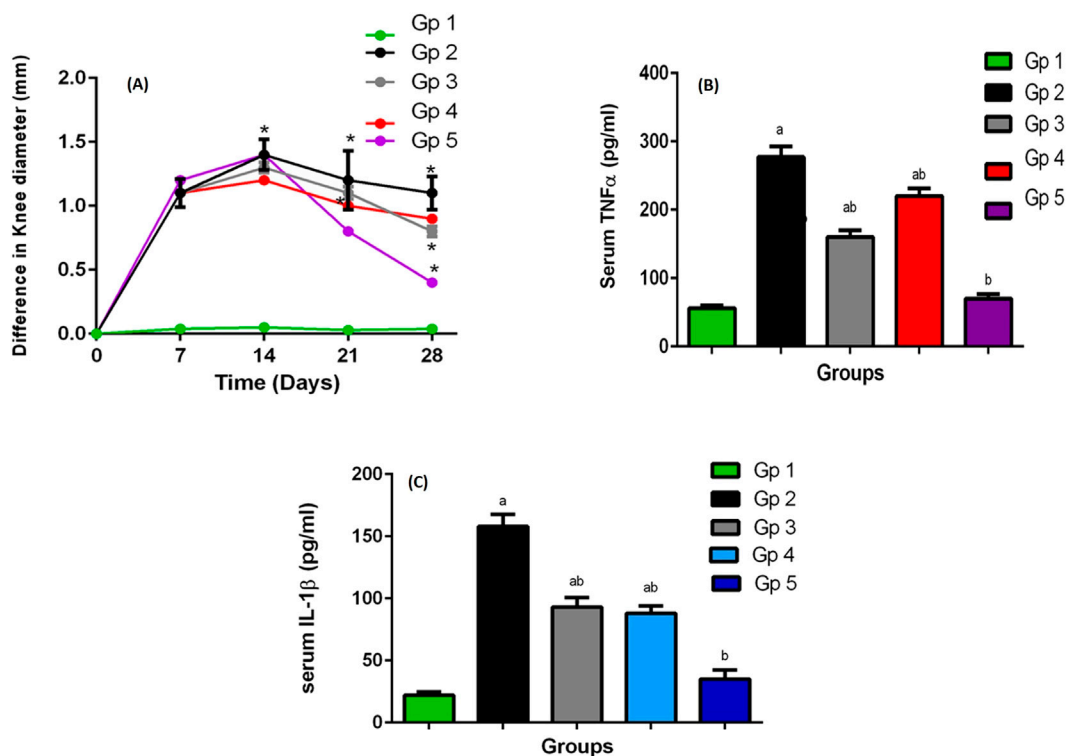 (A)
Gp 1
Gp 2
Gp 3
Gp 4
Gp 5
Difference in Knee diameter (mm)
2.0
1.5
1.0
0.5
0.0
* * *
*
*
*
0 7 14 21 28
Time (Days)
(B)
Gp 1
Gp 2
Gp 3
Gp 4
Gp 5
Serum TNFα (pg/ml)
400
300
200
100
0
a
ab
ab
b
Groups
(C)
Gp 1
Gp 2
Gp 3
Gp 4
Gp 5
serum IL-1β (pg/ml)
200
150
100
50
0
a
ab
ab
b
Groups